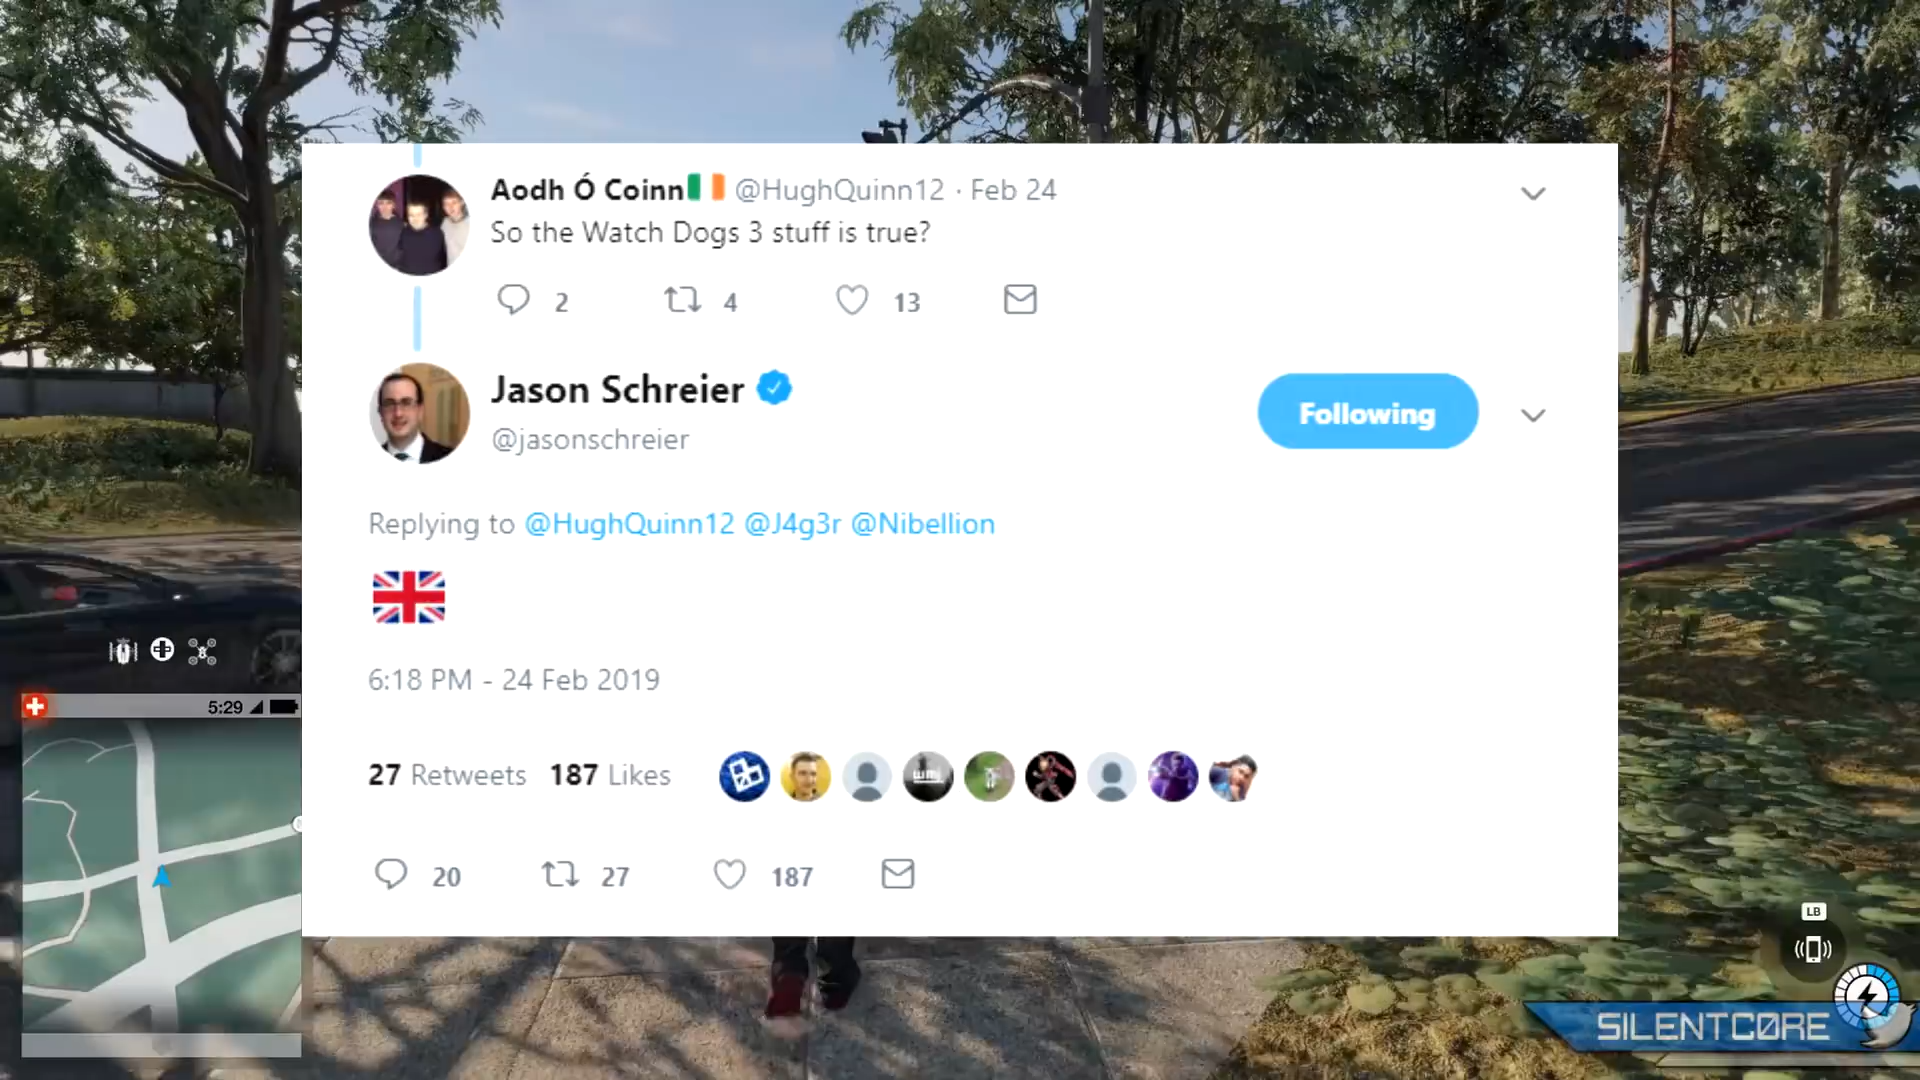 Aodh Ó Coinn🇮🇪 @HughQuinn12 · Feb 24
So the Watch Dogs 3 stuff is true?
2 4 13
Jason Schreier
@jasonschreier
Following
Replying to @HughQuinn12 @J4g3r @Nibellion
🇬🇧
6:18 PM - 24 Feb 2019
5:29
27 Retweets 187 Likes
20 27 187
LB
SILENTCØRE